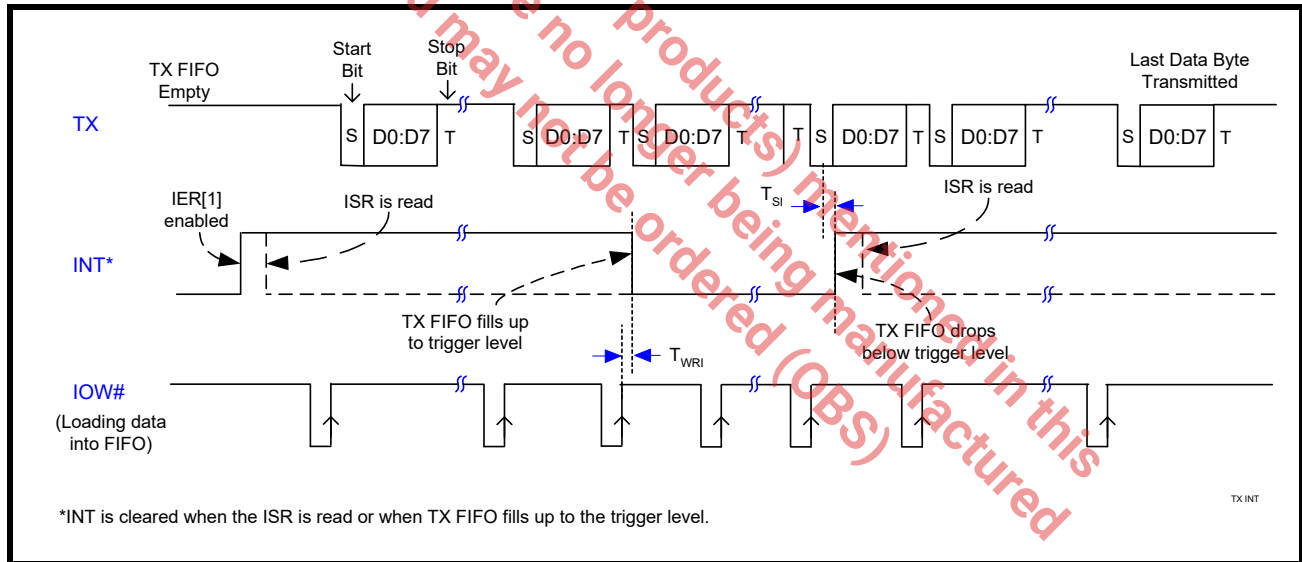 TX FIFO
Empty
Start
Bit
Stop
Bit
Last Data Byte
Transmitted
TX
S D0:D7 T S D0:D7 T S D0:D7 T T S D0:D7 T S D0:D7 T S D0:D7 T
IER[1]
enabled
ISR is read
TSI
ISR is read
INT*
TX FIFO fills up
to trigger level
TX FIFO drops
below trigger level
TWRI
IOW#
(Loading data
into FIFO)
*INT is cleared when the ISR is read or when TX FIFO fills up to the trigger level.
TX INT
products) mentioned in this
e no longer being manufactured
d may not be ordered (OBS)